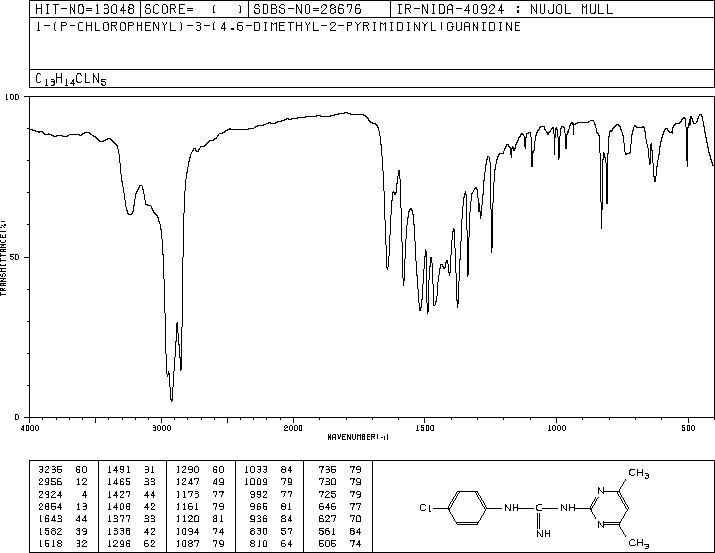 HIT-NO=13048 SCORE= ( ) SDBS-NO=28676 IR-NIDA-40924 : NUJOL MULL
1-(P-CHLOROPHENYL)-3-(4,6-DIMETHYL-2-PYRIMIDINYL)GUANIDINE
C13H14CLN5
100
50
0
TRANSMITTANCE(%)
4000 3000 2000 1500 1000 500
WAVENUMBER(-1)
3236 60 1491 31 1290 60 1033 84 736 79
2956 12 1465 33 1247 49 1009 79 730 79
2924 4 1427 44 1173 77 992 77 725 79
2854 13 1408 42 1161 79 966 81 646 77
1643 44 1377 33 1120 81 936 84 627 70
1582 39 1338 42 1094 74 830 57 561 84
1518 32 1296 62 1087 79 810 64 506 74
CH3
N
Cl NH C NH
N
NH
CH3